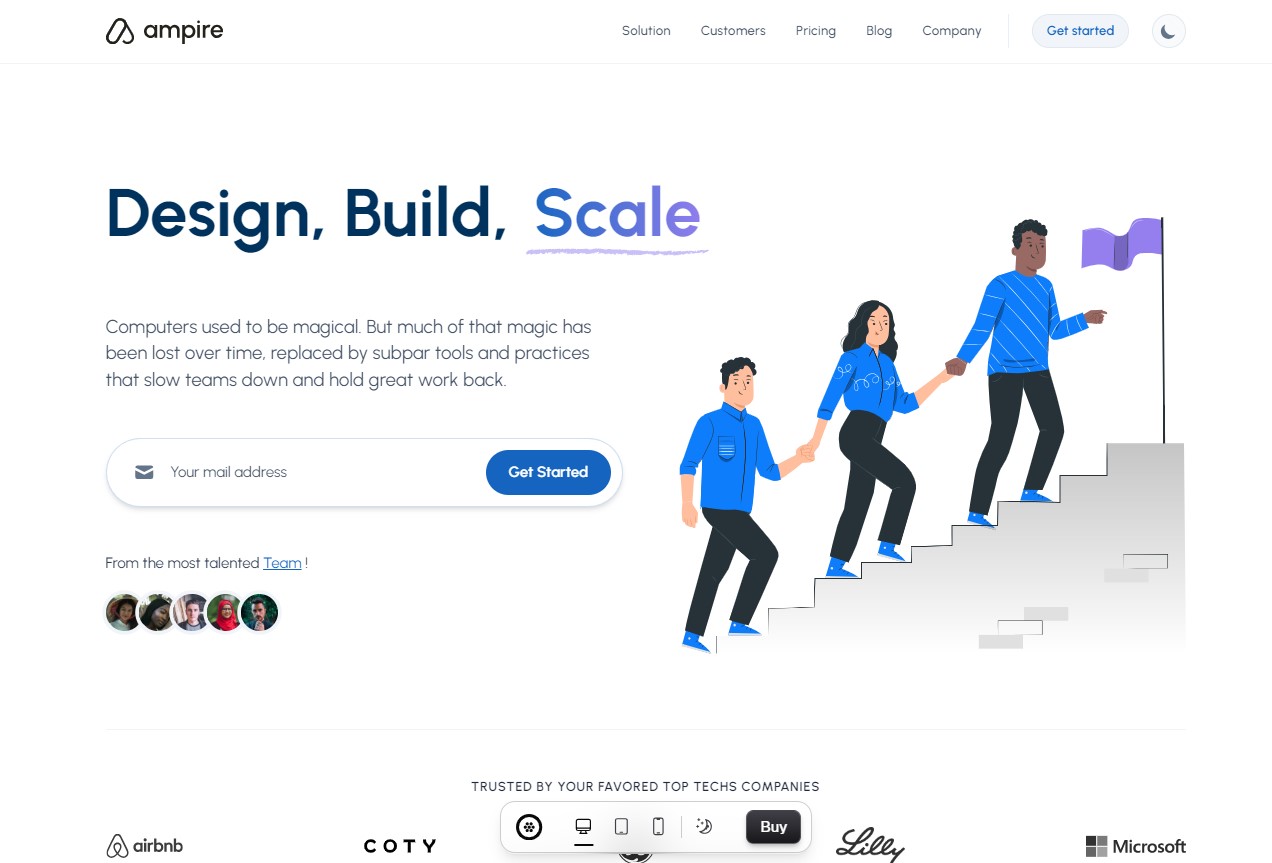 ampire
Solution
Customers
Pricing
Blog
Company
Get started
Design, Build, Scale
Computers used to be magical. But much of that magic has
been lost over time, replaced by subpar tools and practices
that slow teams down and hold great work back.
Your mail address
Get Started
From the most talented Team !
TRUSTED BY YOUR FAVORED TOP TECHS COMPANIES
Buy
airbnb
COTY
Lilly
Microsoft